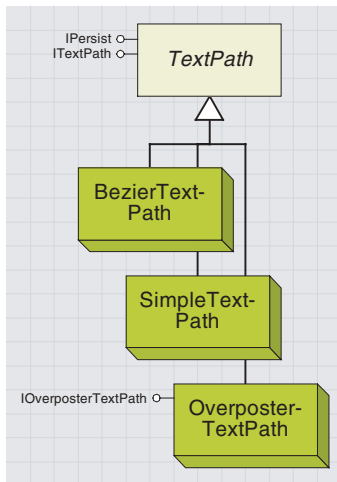 IPersist
ITextPath
TextPath
BezierText-
Path
SimpleText-
Path
IOverposterTextPath
Overposter-
TextPath